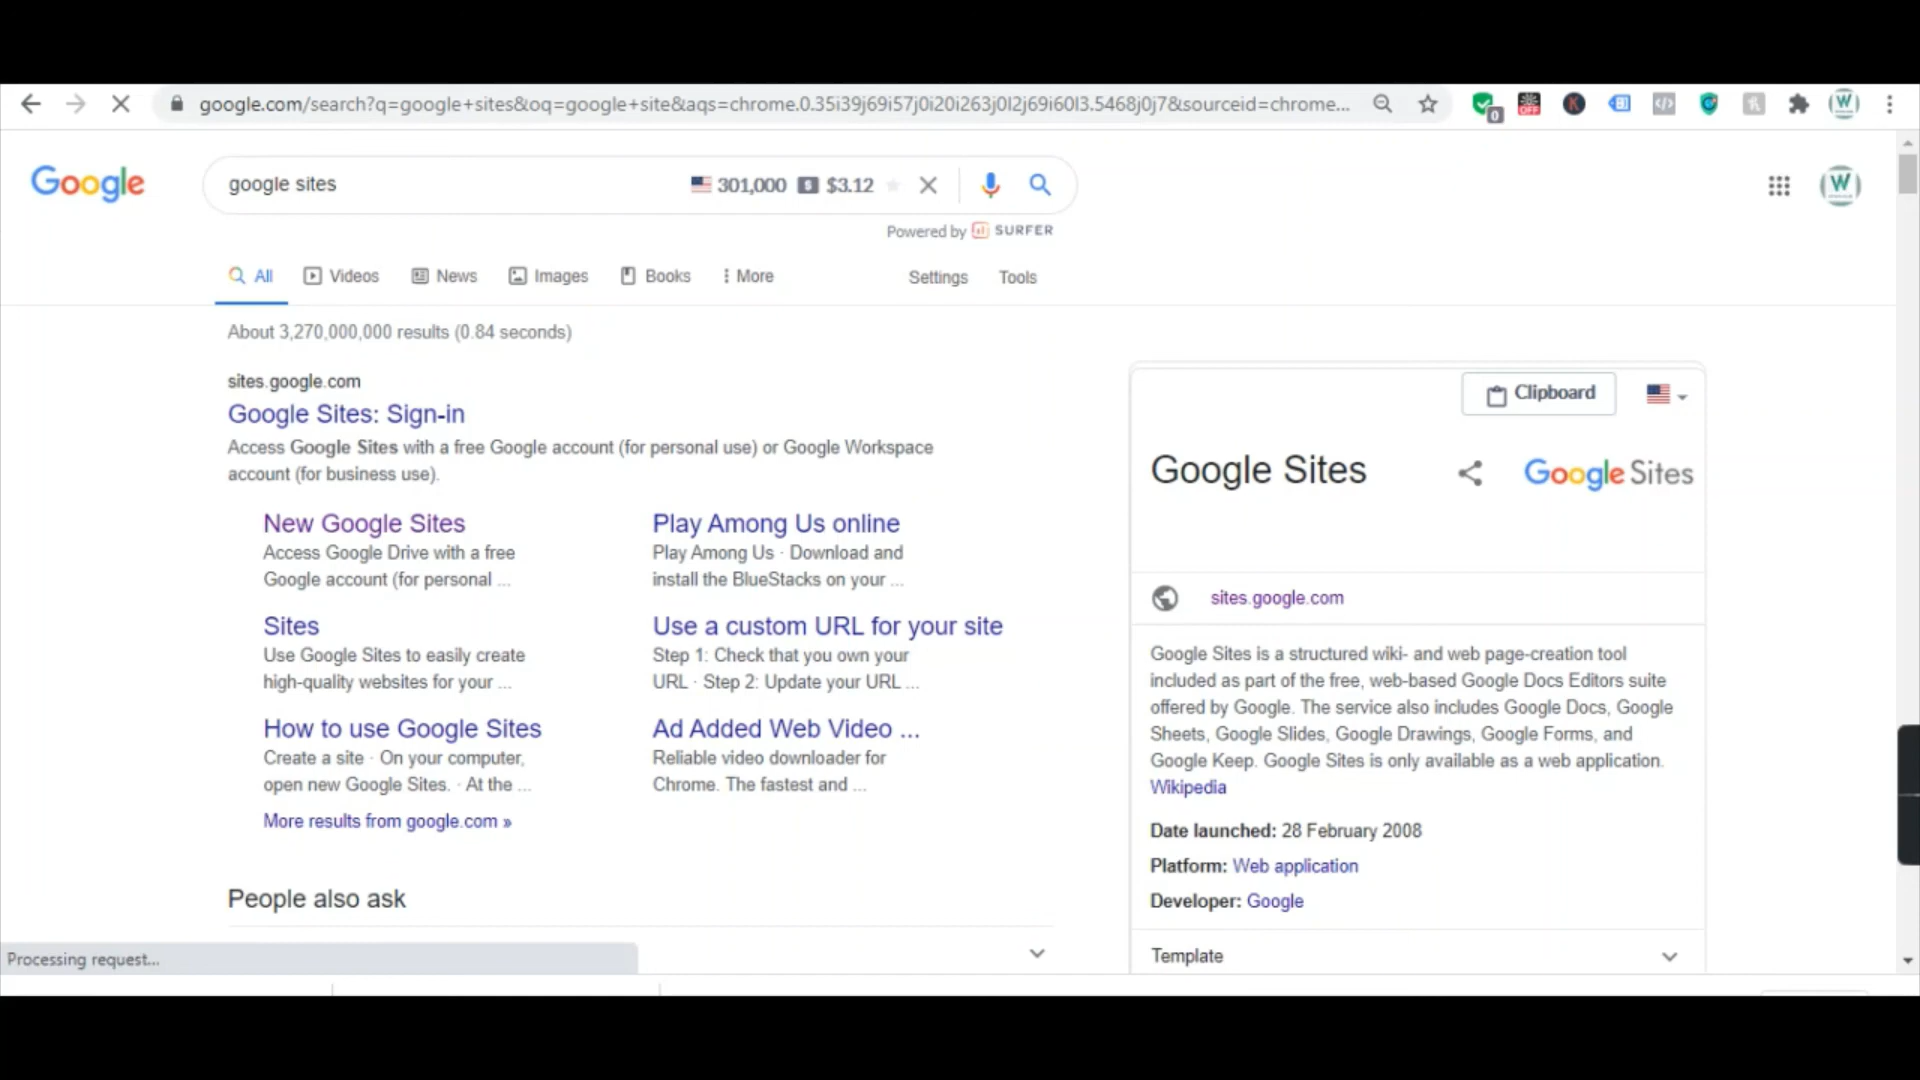 google.com/search?q=google+sites&oq=google+site&aqs=chrome.0.35i39j69i57j0i20i263j0l2j69i60l3.5468j0j7&sourceid=chrome...
0
OFF
K
W
Google
google sites
301,000 $3.12
W
Powered by SURFER
All Videos News Images Books More Settings Tools
About 3,270,000,000 results (0.84 seconds)
sites.google.com
Google Sites: Sign-in
Access Google Sites with a free Google account (for personal use) or Google Workspace
account (for business use).
New Google Sites
Access Google Drive with a free
Google account (for personal ...
Play Among Us online
Play Among Us · Download and
install the BlueStacks on your ...
Sites
Use Google Sites to easily create
high-quality websites for your ...
Use a custom URL for your site
Step 1: Check that you own your
URL · Step 2: Update your URL ...
How to use Google Sites
Create a site · On your computer,
open new Google Sites. · At the ...
Ad Added Web Video ...
Reliable video downloader for
Chrome. The fastest and ...
More results from google.com »
People also ask
Processing request...
Clipboard
Google Sites
Google Sites
sites.google.com
Google Sites is a structured wiki- and web page-creation tool
included as part of the free, web-based Google Docs Editors suite
offered by Google. The service also includes Google Docs, Google
Sheets, Google Slides, Google Drawings, Google Forms, and
Google Keep. Google Sites is only available as a web application.
Wikipedia
Date launched: 28 February 2008
Platform: Web application
Developer: Google
Template